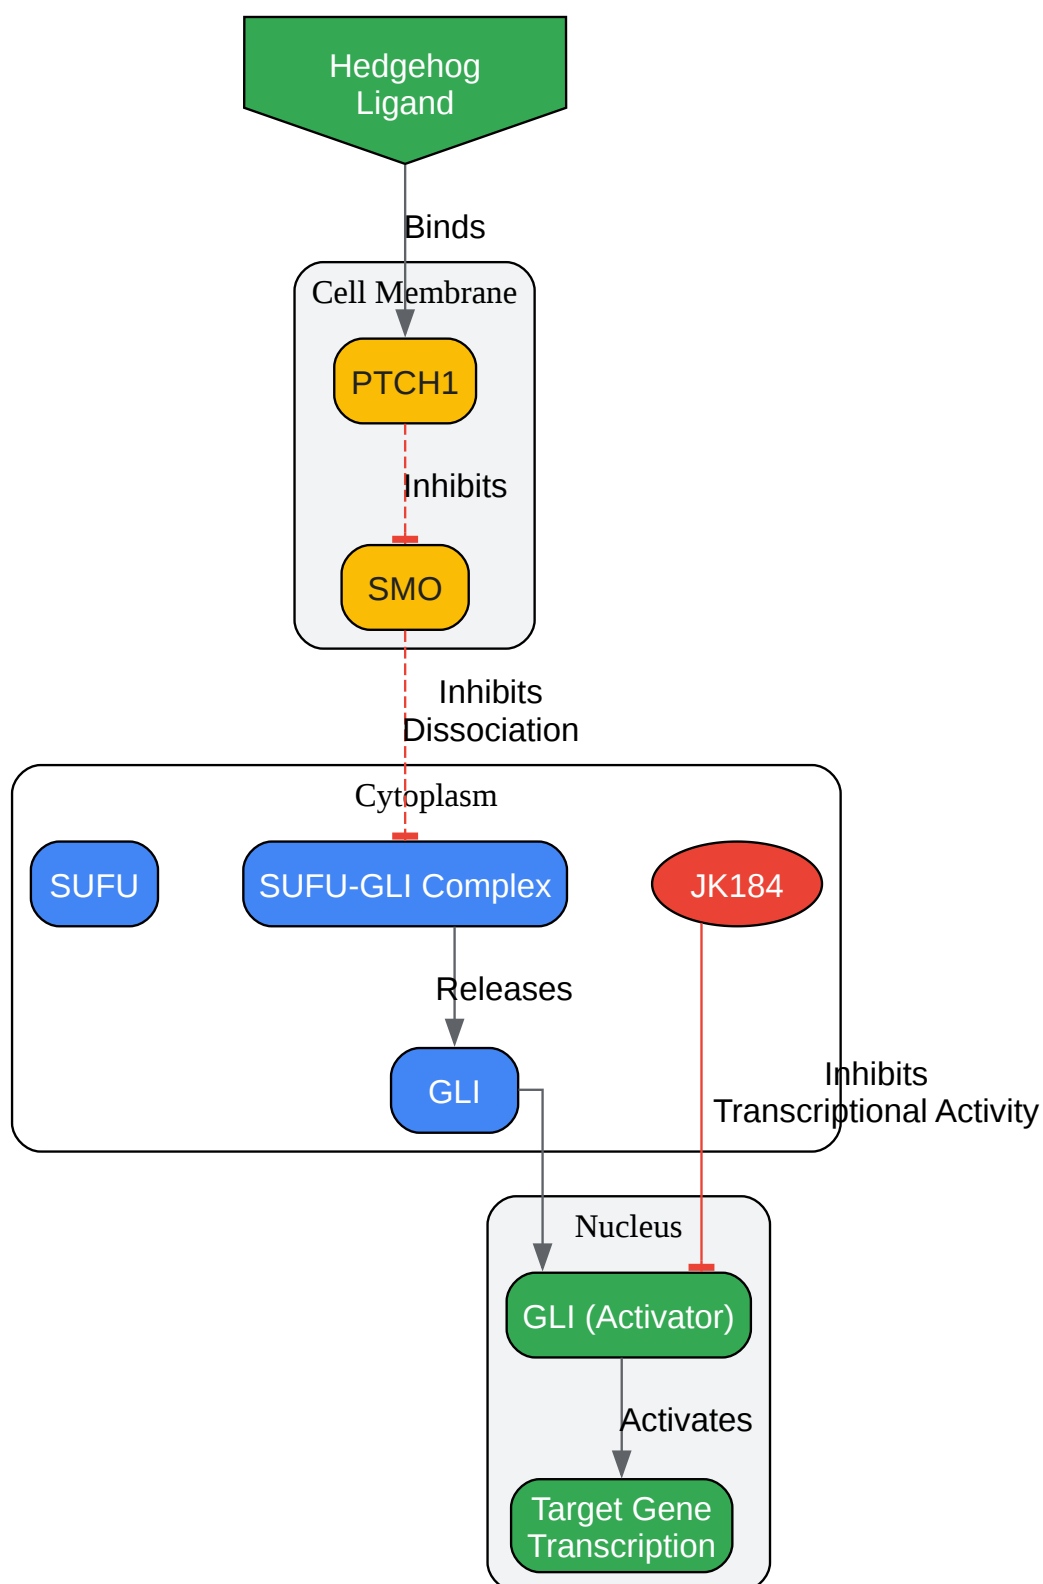 Hedgehog
Ligand
Binds
Cell Membrane
PTCH1
Inhibits
SMO
Inhibits
Dissociation
Cytoplasm
SUFU
SUFU-GLI Complex
JK184
Releases
GLI
Inhibits
Transcriptional Activity
Nucleus
GLI (Activator)
Activates
Target Gene
Transcription